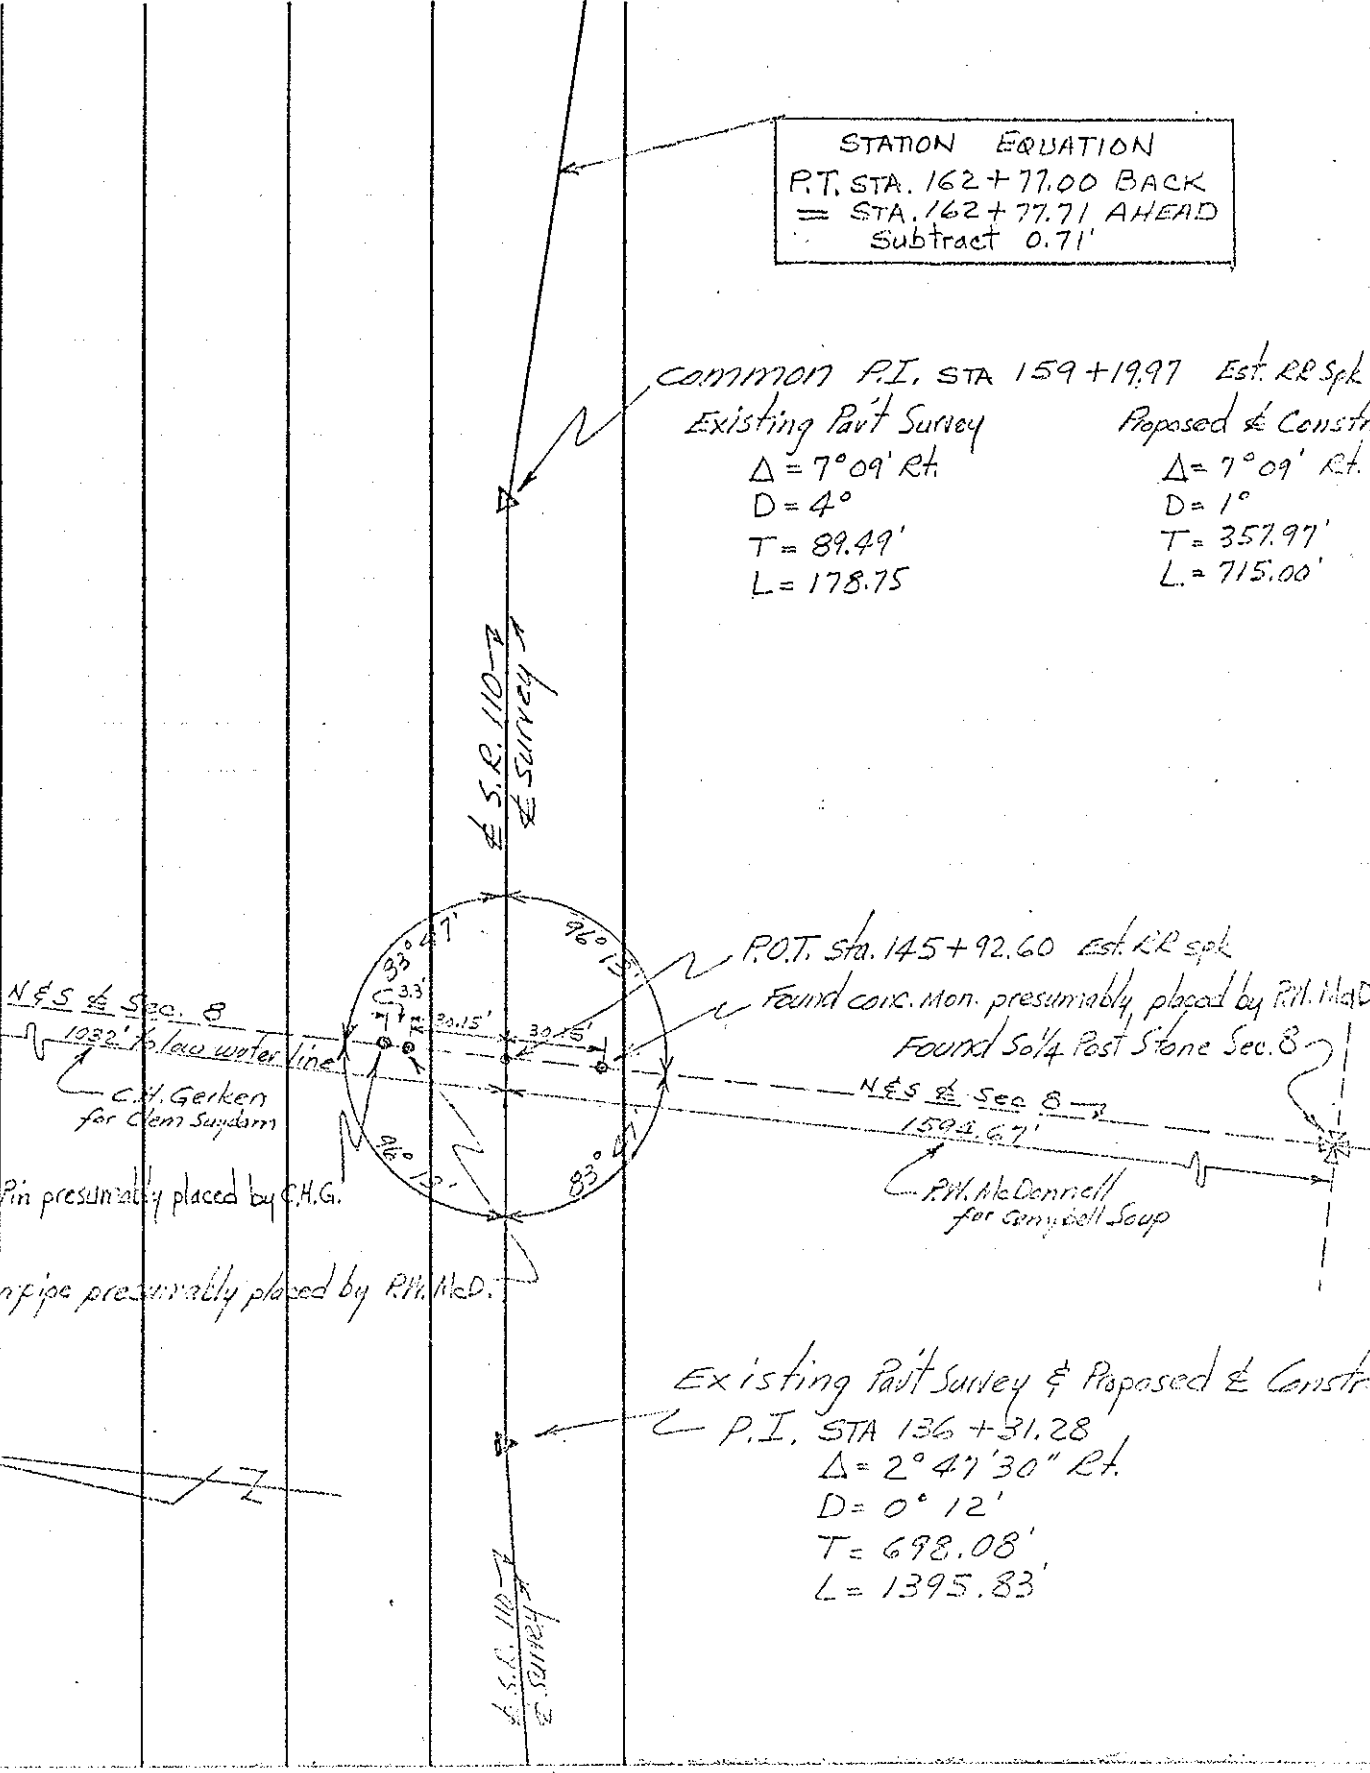 STATION EQUATION
P.T. STA. 162+77.00 BACK
= STA. 162+77.71 AHEAD
Subtract 0.71'
Common P.I. STA 159+19.97 Est. RR Spk
Existing Pav't Survey
Δ = 7°09' Rt.
D = 4°
T = 89.49'
L = 178.75
Proposed ℄ Constr
Δ = 7°09' Rt.
D = 1°
T = 357.97'
L = 715.00'
℄ S.R. 110
℄ Survey
83°47'
96°13'
3.3'
30.15'
30.15'
96°13'
83°47'
P.O.T. Sta. 145+92.60 Est. RR spk
Found conc. Mon. presumably placed by P.W. McD
Found So 1/4 Post Stone Sec. 8
N & S ℄ Sec. 8
1032' to low water line
C.H. Gerken
for Clem Suydam
N & S ℄ Sec 8
1594.67'
P.W. McDonnell
for Campbell Soup
Pin presumably placed by C.H.G.
npipe presumably placed by P.W. McD.
Existing Pav't Survey & Proposed ℄ Constr
P.I. STA 136+31.28
Δ = 2°47'30" Rt.
D = 0°12'
T = 698.08'
L = 1395.83'
℄ S.R. 110
℄ Survey